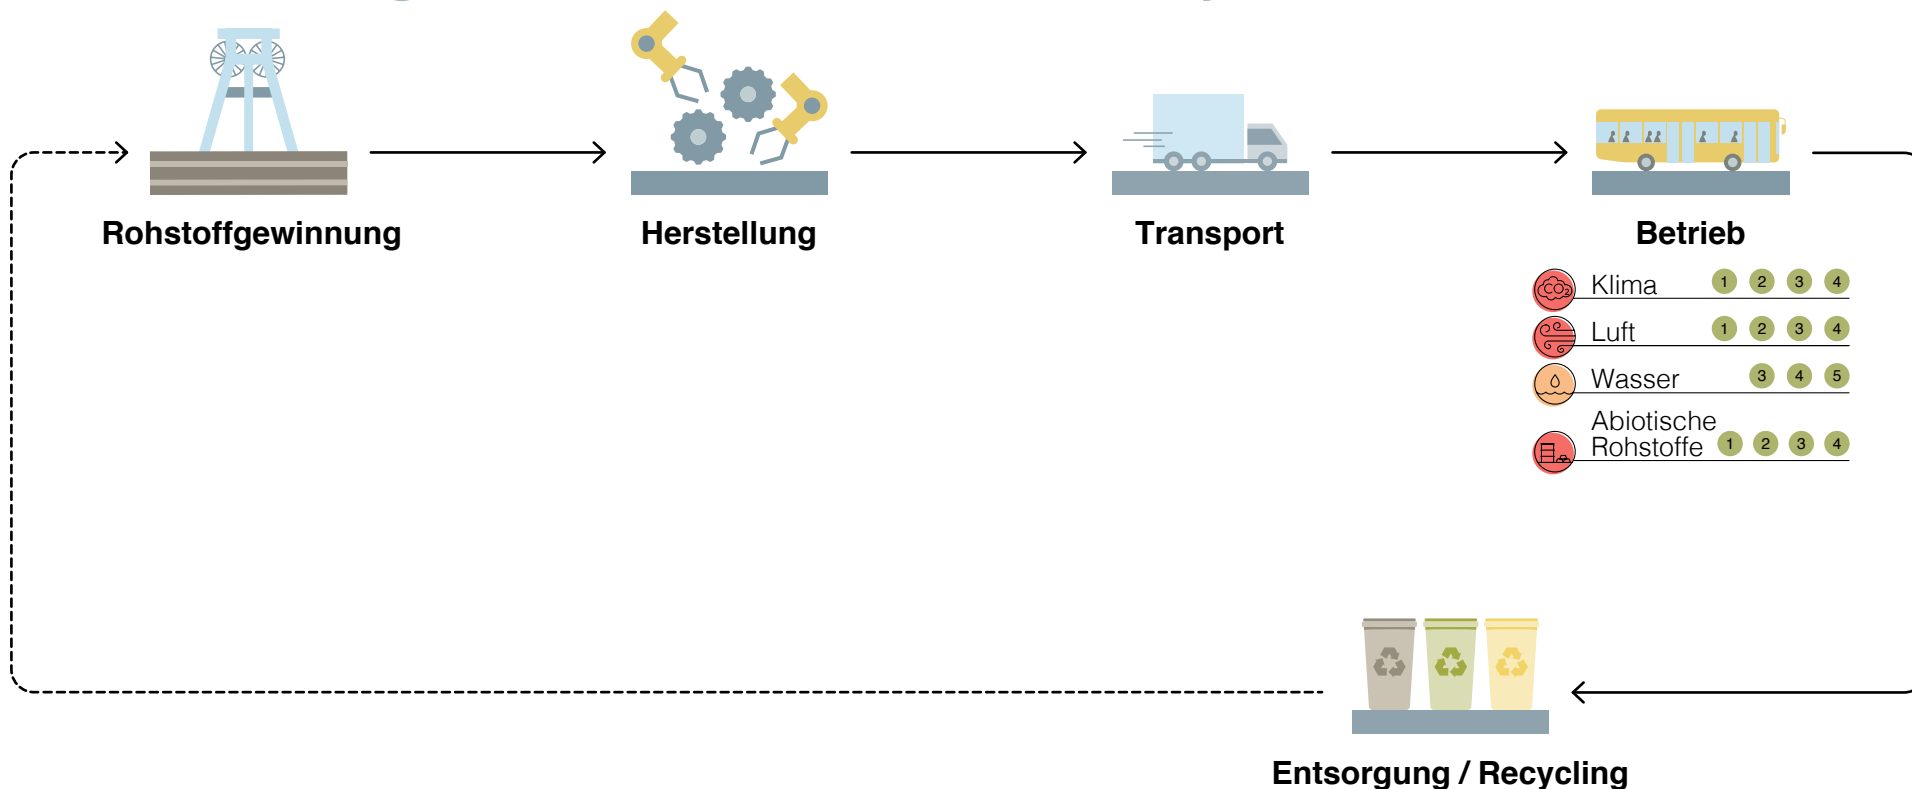 Rohstoffgewinnung
Herstellung
Transport
Betrieb
CO₂ Klima 1 2 3 4
Luft 1 2 3 4
Wasser 3 4 5
Abiotische
Rohstoffe 1 2 3 4
Entsorgung / Recycling